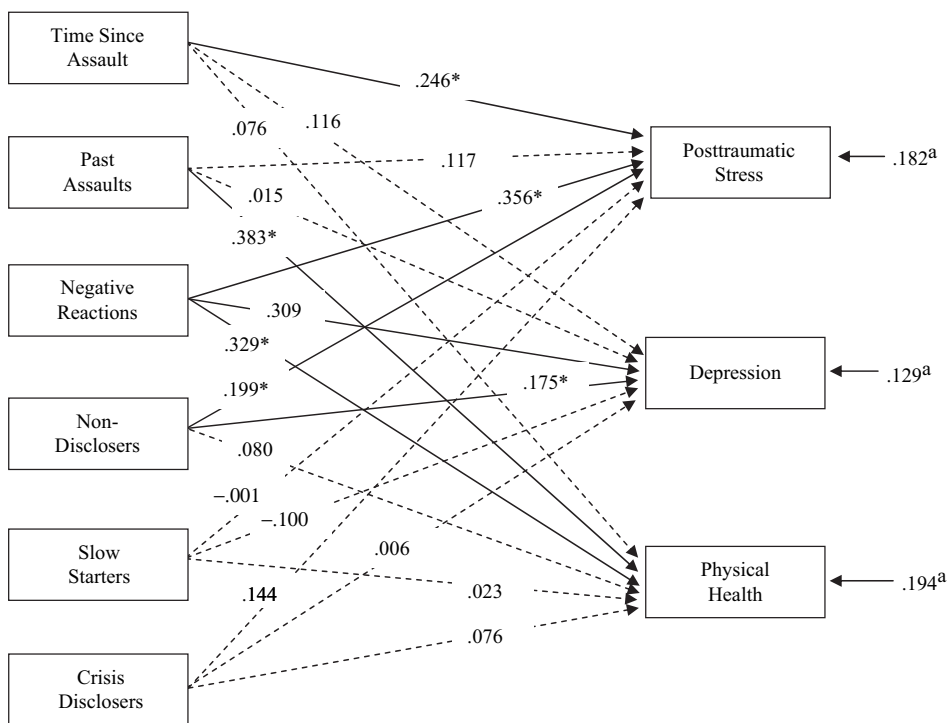 Time Since
Assault
.246*
.076
.116
Past
Assaults
.117
Posttraumatic
Stress
.182a
.015
.356*
.383*
Negative
Reactions
.309
.329*
.199*
.175*
Depression
.129a
Non-
Disclosers
.080
–.001
–.100
Slow
Starters
.006
.023
Physical
Health
.194a
.144
.076
Crisis
Disclosers